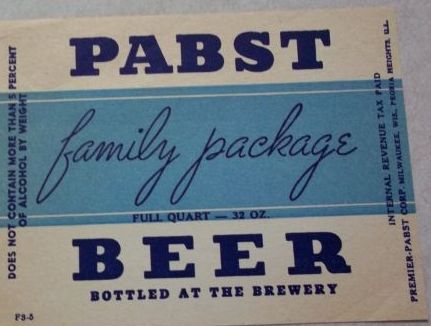 PABST
family package
FULL QUART — 32 OZ.
BEER
BOTTLED AT THE BREWERY
DOES NOT CONTAIN MORE THAN 5 PERCENT
OF ALCOHOL BY WEIGHT
INTERNAL REVENUE TAX PAID
PREMIER-PABST CORP. MILWAUKEE, WIS., PEORIA HEIGHTS, ILL.
FS-5